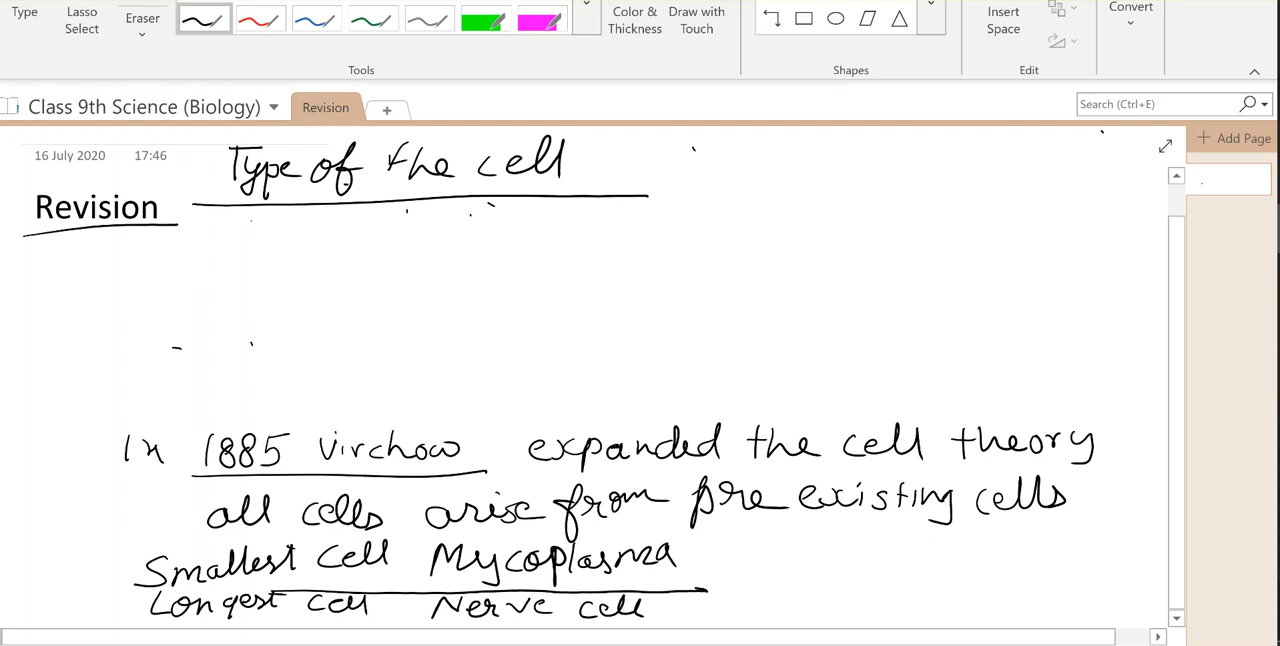 Type
Lasso Select
Eraser
Color & Thickness
Draw with Touch
Insert Space
Convert
Tools
Shapes
Edit
Class 9th Science (Biology)
Revision
+
Search (Ctrl+E)
+ Add Page
16 July 2020 17:46
Type of the cell
Revision
In 1885 Virchow expanded the cell theory
all cells arise from pre existing cells
Smallest cell Mycoplasma
Longest cell Nerve cell